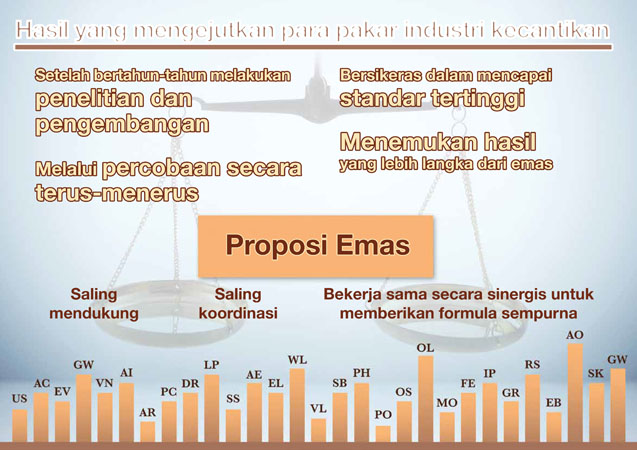 Hasil yang mengejutkan para pakar industri kecantikan
Setelah bertahun-tahun melakukan
penelitian dan
pengembangan
Melalui percobaan secara
terus-menerus
Bersikeras dalam mencapai
standar tertinggi
Menemukan hasil
yang lebih langka dari emas
Proposi Emas
Saling
mendukung
Saling
koordinasi
Bekerja sama secara sinergis untuk
memberikan formula sempurna
US AC EV GW VN AI AR PC DR LP SS AE EL WL VL SB PH PO OS OL MO FE IP GR RS EB AO SK GW